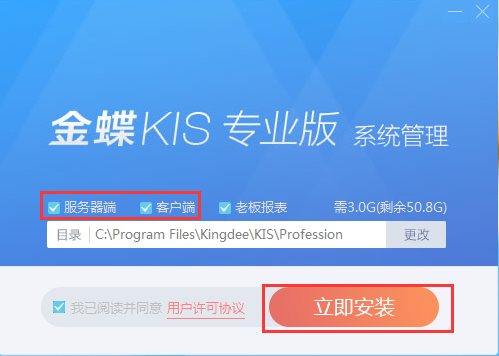 金蝶KIS 专业版 系统管理
服务器端 客户端 老板报表 需3.0G(剩余50.8G)
目录 C:\Program Files\Kingdee\KIS\Profession 更改
我已阅读并同意 用户许可协议 立即安装